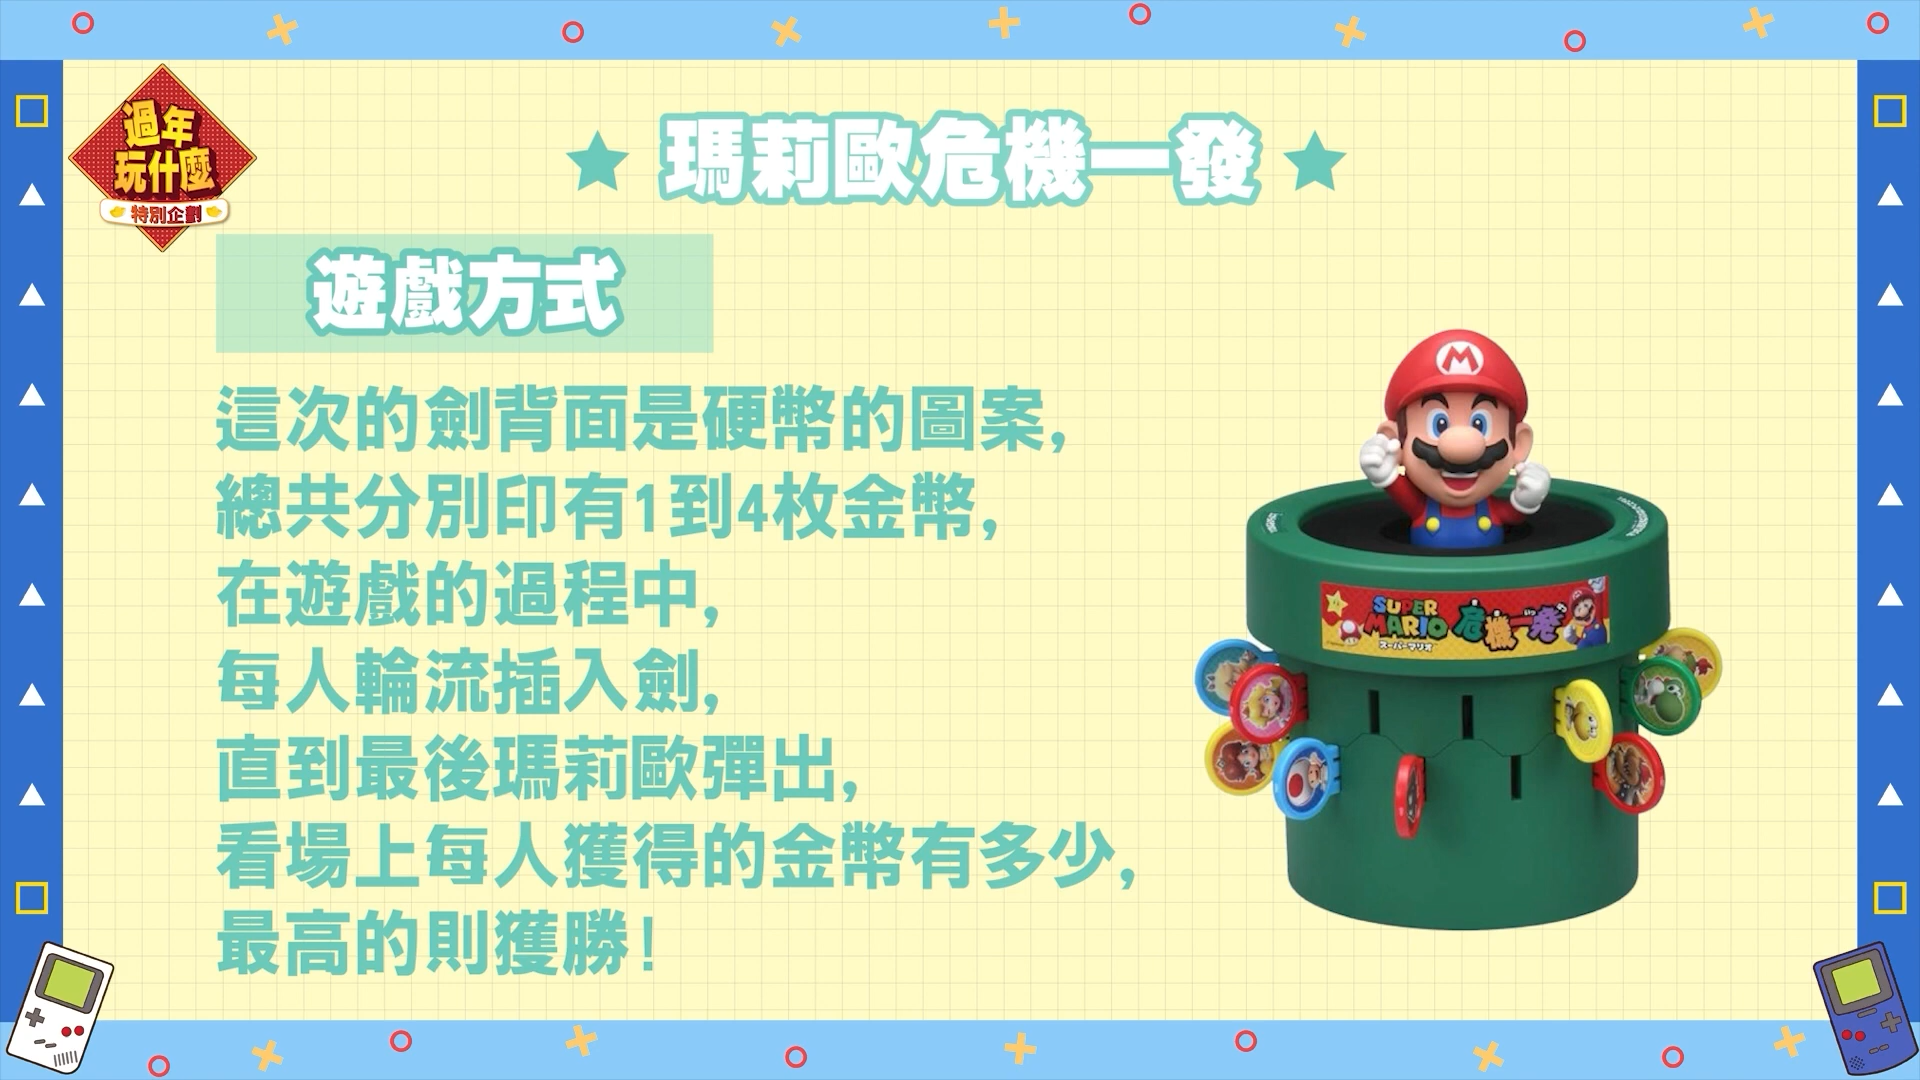 過年
玩什麼
特別企劃
瑪莉歐危機一發
遊戲方式
這次的劍背面是硬幣的圖案,
總共分別印有1到4枚金幣,
在遊戲的過程中,
每人輪流插入劍,
直到最後瑪莉歐彈出,
看場上每人獲得的金幣有多少,
最高的則獲勝!
M
SUPER
MARIO
危機一発
スーパーマリオ